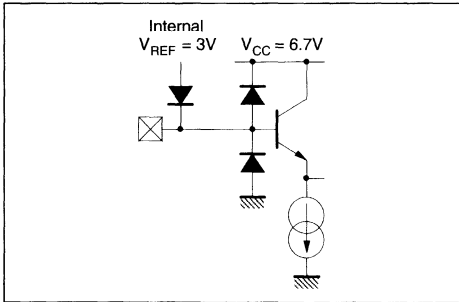 Internal
V_REF = 3V
V_CC = 6.7V